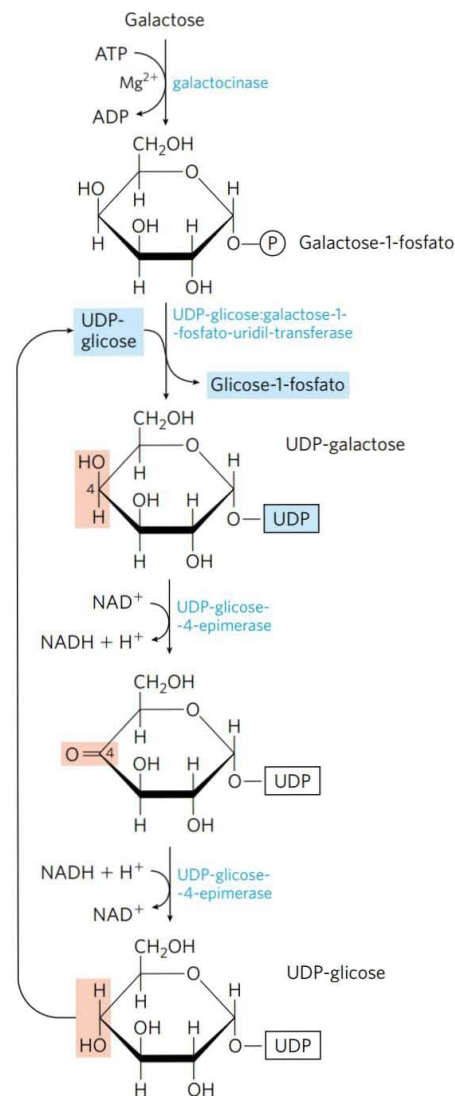 Galactose
ATP
Mg2+ galactocinase
ADP
CH2OH
O
HO
H
H
OH
H
H
O
P
Galactose-1-fosfato
H
OH
UDP-
glicose
UDP-glicose:galactose-1-
-fosfato-uridil-transferase
Glicose-1-fosfato
CH2OH
UDP-galactose
O
HO
H
H
4
OH
H
H
O
UDP
H
OH
NAD+
UDP-glicose-
-4-epimerase
NADH + H+
CH2OH
O
H
H
O
4
OH
H
O
UDP
H
OH
NADH + H+
UDP-glicose-
-4-epimerase
NAD+
CH2OH
UDP-glicose
O
H
H
H
OH
H
HO
O
UDP
H
OH